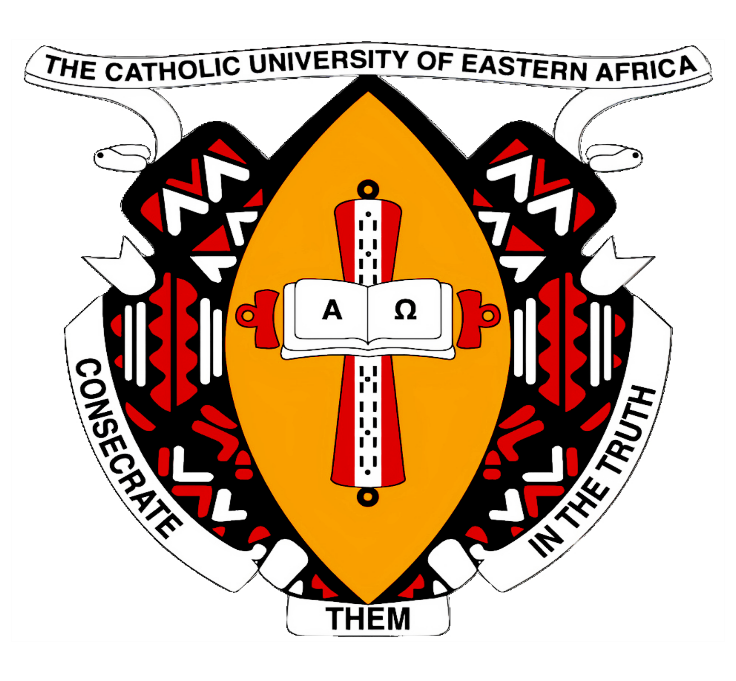 THE CATHOLIC UNIVERSITY OF EASTERN AFRICA
Α Ω
CONSECRATE
THEM
IN THE TRUTH